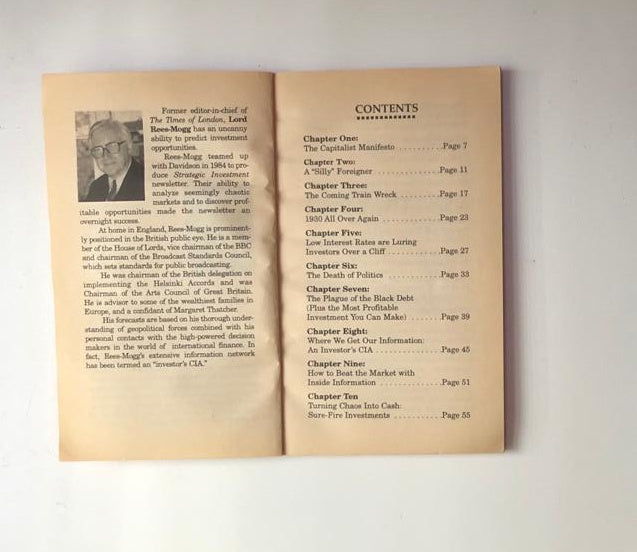 Former editor-in-chief of
The Times of London, Lord
Rees-Mogg has an uncanny
ability to predict investment
opportunities.
Rees-Mogg teamed up
with Davidson in 1984 to pro-
duce Strategic Investment
newsletter. Their ability to
analyze seemingly chaotic
markets and to discover prof-
itable opportunities made the newsletter an
overnight success.
At home in England, Rees-Mogg is prominent-
ly positioned in the British public eye. He is a mem-
ber of the House of Lords, vice chairman of the BBC
and chairman of the Broadcast Standards Council,
which sets standards for public broadcasting.
He was chairman of the British delegation on
implementing the Helsinki Accords and was
Chairman of the Arts Council of Great Britain.
He is advisor to some of the wealthiest families in
Europe, and a confidant of Margaret Thatcher.
His forecasts are based on his thorough under-
standing of geopolitical forces combined with his
personal contacts with the high-powered decision
makers in the world of international finance. In
fact, Rees-Mogg's extensive information network
has been termed an "investor's CIA."
CONTENTS
Chapter One:
The Capitalist Manifesto ..........Page 7
Chapter Two:
A "Silly" Foreigner ...............Page 11
Chapter Three:
The Coming Train Wreck .........Page 17
Chapter Four:
1930 All Over Again .............Page 23
Chapter Five:
Low Interest Rates are Luring
Investors Over a Cliff ............Page 27
Chapter Six:
The Death of Politics .............Page 33
Chapter Seven:
The Plague of the Black Debt
(Plus the Most Profitable
Investment You Can Make) .......Page 39
Chapter Eight:
Where We Get Our Information:
An Investor's CIA ...............Page 45
Chapter Nine:
How to Beat the Market with
Inside Information .............Page 51
Chapter Ten
Turning Chaos Into Cash:
Sure-Fire Investments ...........Page 55